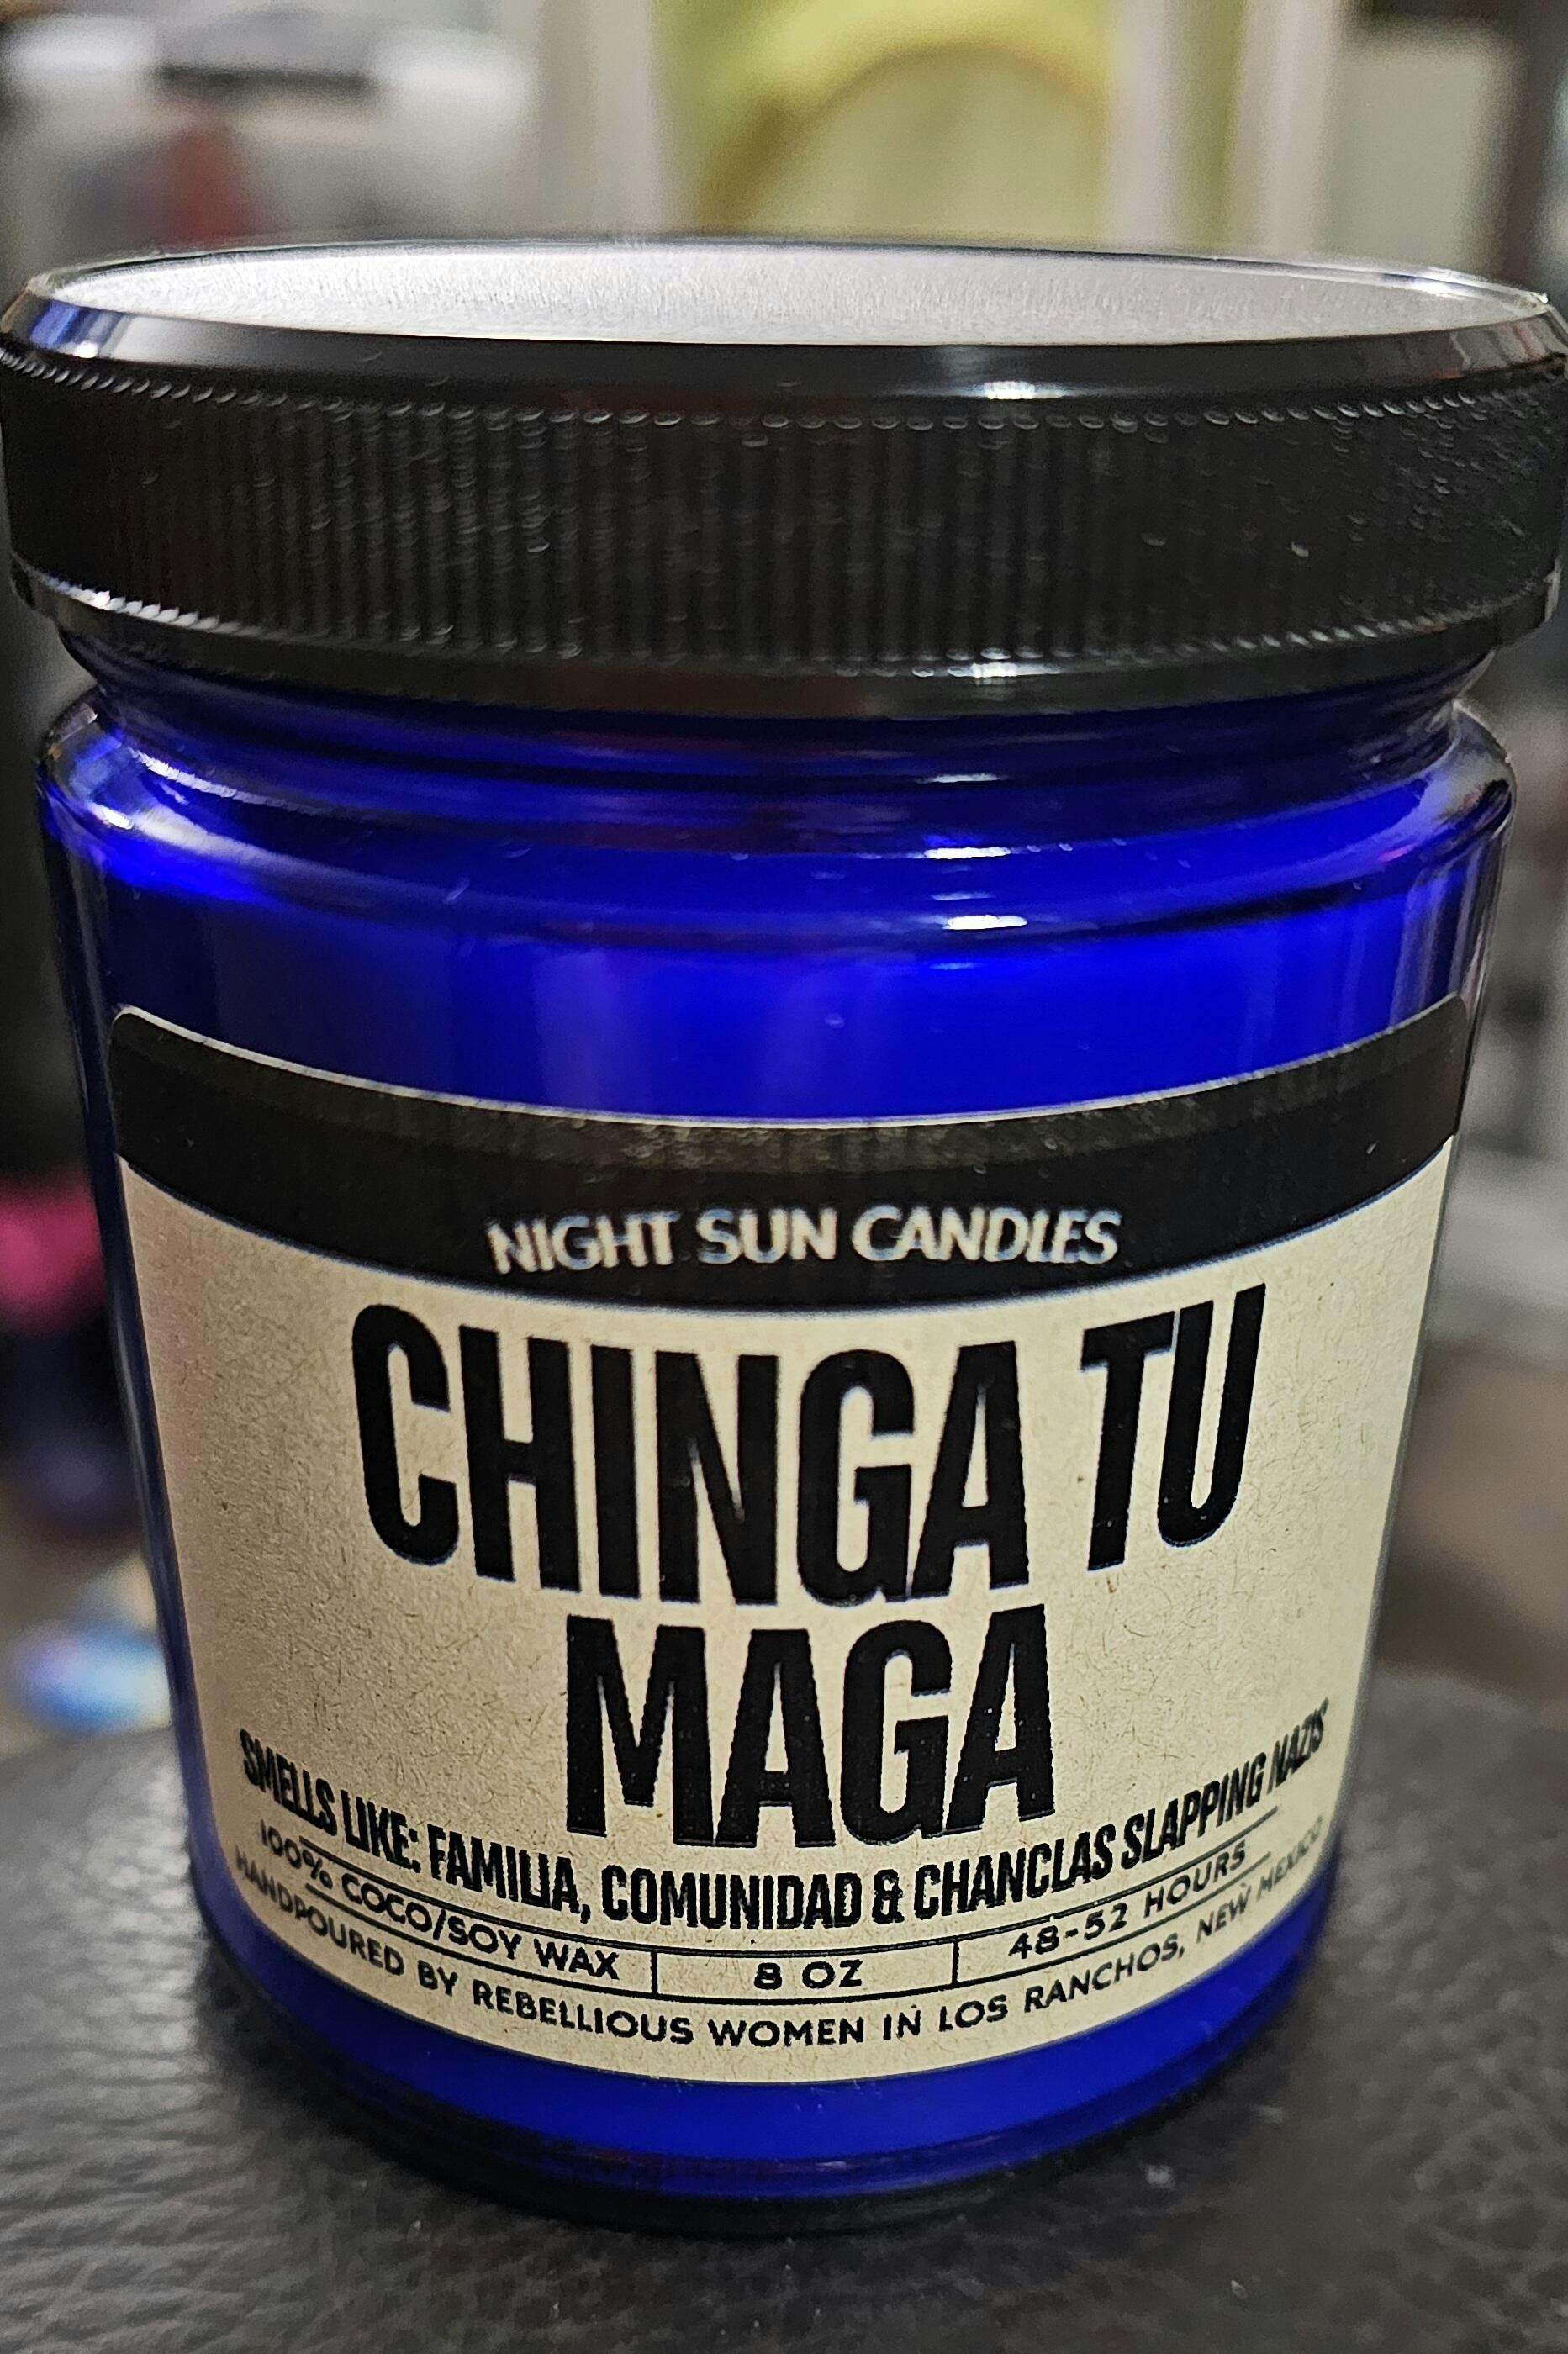 NIGHT SUN CANDLES
CHINGA TU
MAGA
SMELLS LIKE: FAMILIA, COMUNIDAD & CHANCLAS SLAPPING NAZIS
100% COCO/SOY WAX
8 OZ
48-52 HOURS
HANDPOURED BY REBELLIOUS WOMEN IN LOS RANCHOS, NEW MEXICO